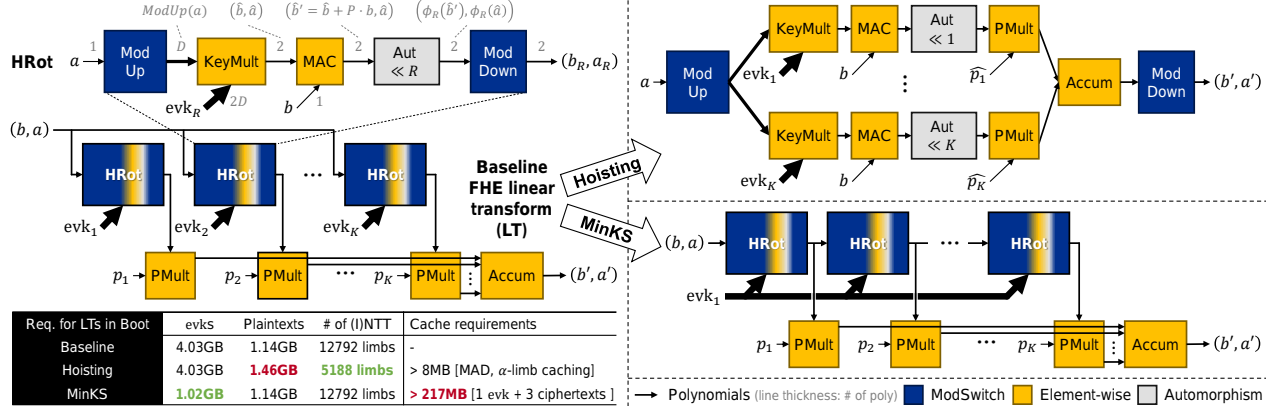 ModUp(a) (b̃, ã) (b̃′ = b̃ + P · b, ã) (ϕR(b̃′), ϕR(ã))
HRot a 1 Mod Up D KeyMult 2 MAC 2 Aut ≪ R 2 Mod Down 2 (bR, aR)
evkR 2D b 1
(b, a)
HRot HRot ... HRot
evk1 evk2 evkK
Baseline FHE linear transform (LT)
p1 PMult p2 PMult ... pK PMult ⋮ Accum (b′, a′)
Hoisting
MinKS
a Mod Up KeyMult MAC Aut ≪ 1 PMult
evk1 b p̂1
⋮
Accum Mod Down (b′, a′)
KeyMult MAC Aut ≪ K PMult
evkK b p̂K
(b, a) HRot HRot ... HRot
evk1
p1 PMult p2 PMult ... pK PMult ⋮ Accum (b′, a′)
Req. for LTs in Boot evks Plaintexts # of (I)NTT Cache requirements
Baseline 4.03GB 1.14GB 12792 limbs -
Hoisting 4.03GB 1.46GB 5188 limbs > 8MB [MAD, α-limb caching]
MinKS 1.02GB 1.14GB 12792 limbs > 217MB [1 evk + 3 ciphertexts ]
Polynomials (line thickness: # of poly) ModSwitch Element-wise Automorphism